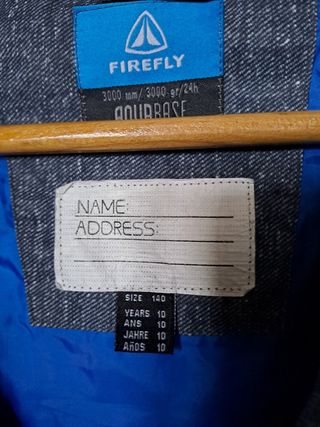 FIREFLY
3000 mm/ 3000 gr/24h
AQUABASE
NAME:
ADDRESS:
SIZE 140
YEARS 10
ANS 10
JAHRE 10
AÑOS 10